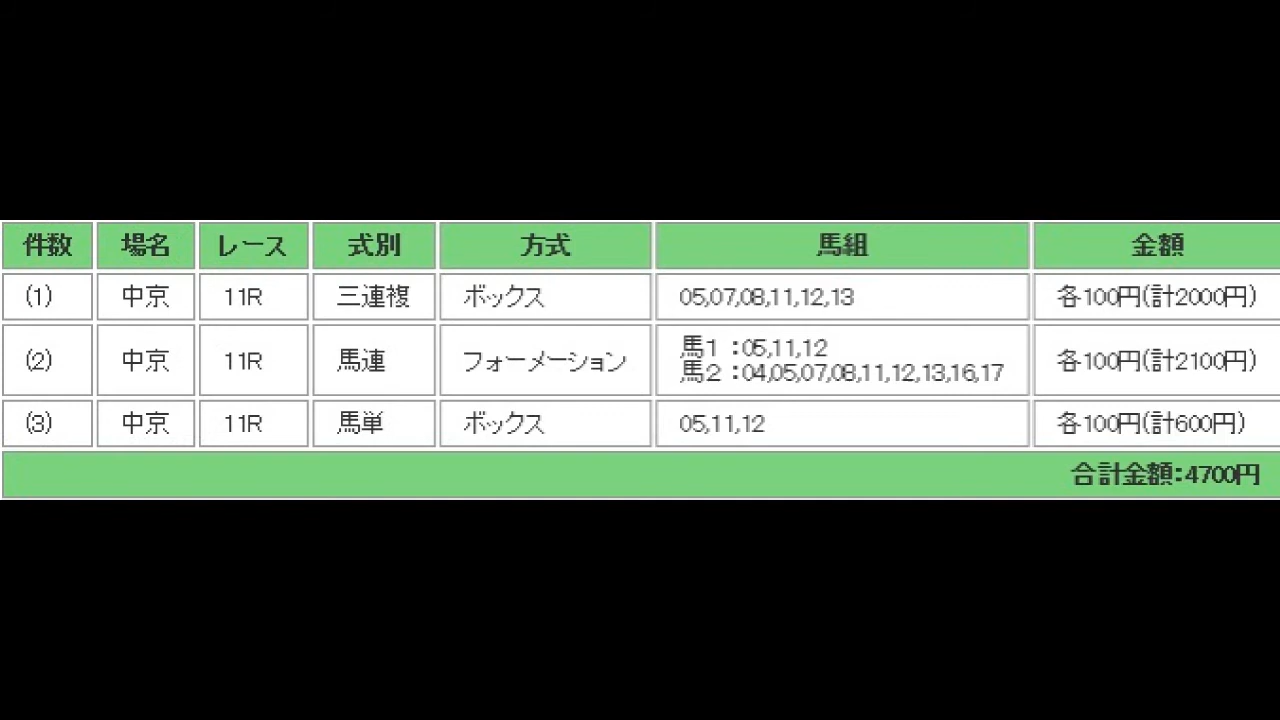 件数 場名 レース 式別 方式 馬組 金額
(1) 中京 11R 三連複 ボックス 05,07,08,11,12,13 各100円(計2000円)
(2) 中京 11R 馬連 フォーメーション 馬1 :05,11,12
馬2 :04,05,07,08,11,12,13,16,17 各100円(計2100円)
(3) 中京 11R 馬単 ボックス 05,11,12 各100円(計600円)
合計金額:4700円